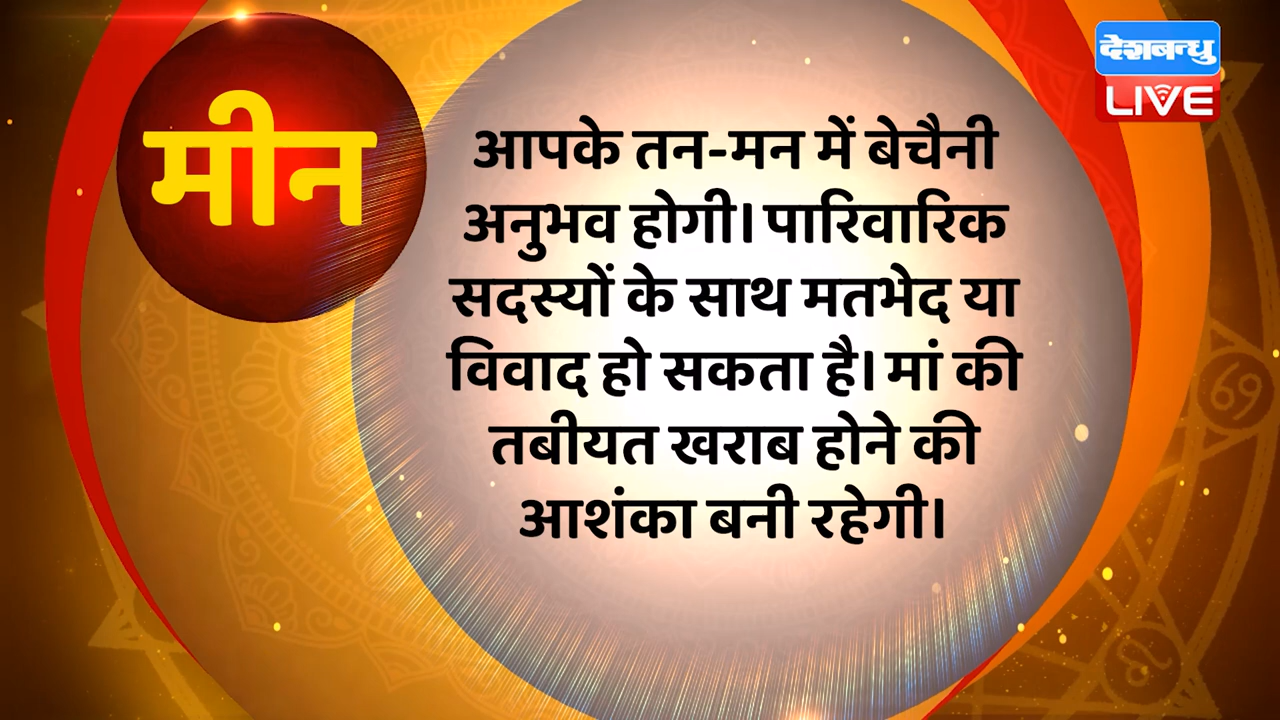 मीन
देशबन्धु
LIVE
आपके तन-मन में बेचैनी
अनुभव होगी। पारिवारिक
सदस्यों के साथ मतभेद या
विवाद हो सकता है। मां की
तबीयत खराब होने की
आशंका बनी रहेगी।